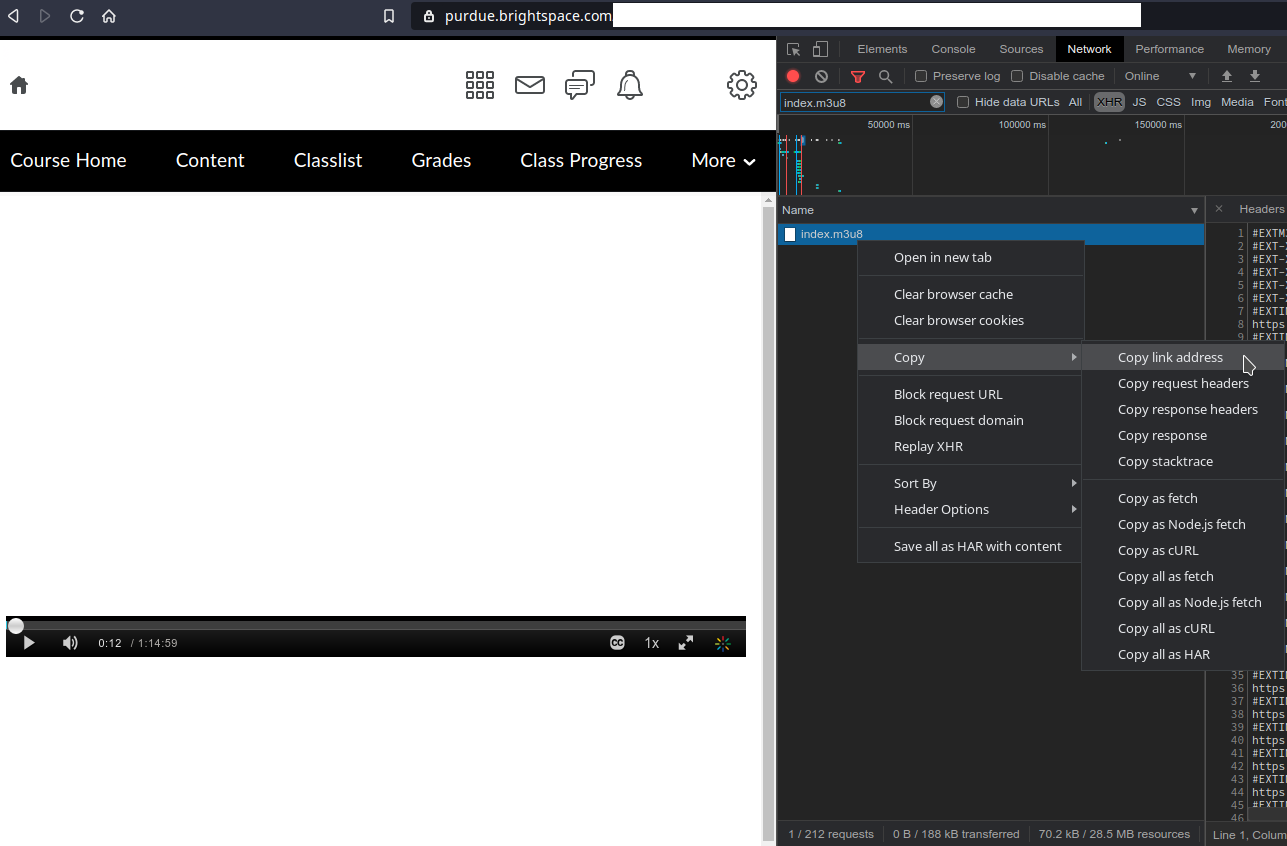 purdue.brightspace.com
Course Home Content Classlist Grades Class Progress More
0:12 / 1:14:59 CC 1x
Elements Console Sources Network Performance Memory
Preserve log Disable cache Online
index.m3u8 Hide data URLs All XHR JS CSS Img Media Font
50000 ms 100000 ms 150000 ms 200
Name
index.m3u8
Open in new tab
Clear browser cache
Clear browser cookies
Copy
Block request URL
Block request domain
Replay XHR
Sort By
Header Options
Save all as HAR with content
Copy link address
Copy request headers
Copy response headers
Copy response
Copy stacktrace
Copy as fetch
Copy as Node.js fetch
Copy as cURL
Copy all as fetch
Copy all as Node.js fetch
Copy all as cURL
Copy all as HAR
× Headers
1 #EXTM
2 #EXT-X
3 #EXT-X
4 #EXT-X
5 #EXT-X
6 #EXT-X
7 #EXTI
8 https
9 #EXTI
35 #EXTI
36 https
37 #EXTI
38 https
39 #EXTI
40 https
41 #EXTI
42 https
43 #EXTI
44 https
45 #EXTI
46
1 / 212 requests 0 B / 188 kB transferred 70.2 kB / 28.5 MB resources
Line 1, Colum